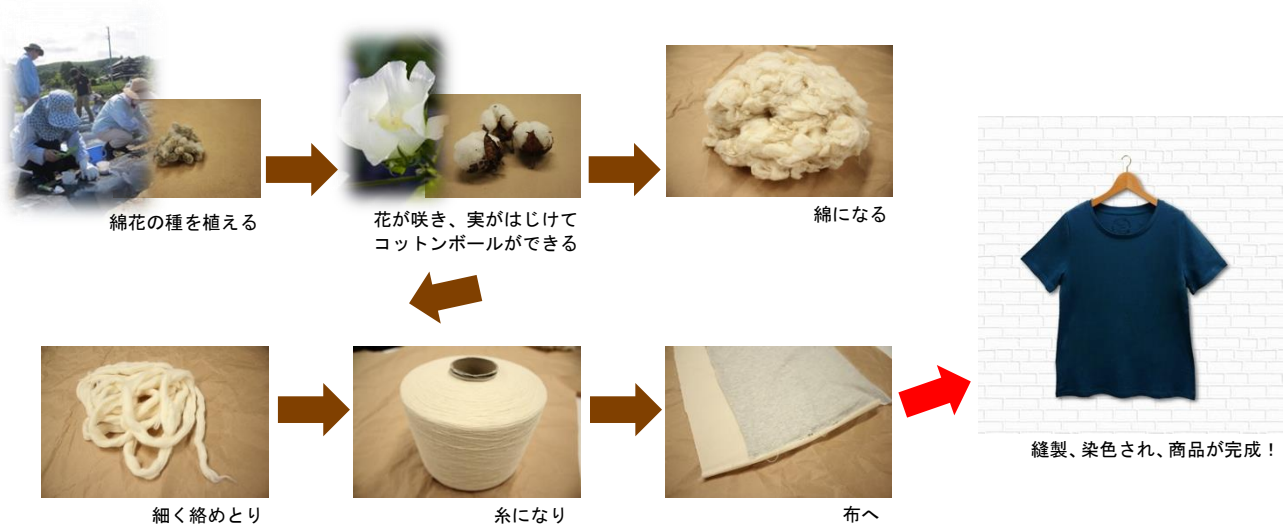 綿花の種を植える
花が咲き、実がはじけて
コットンボールができる
綿になる
細く絡めとり
糸になり
布へ
縫製、染色され、商品が完成！